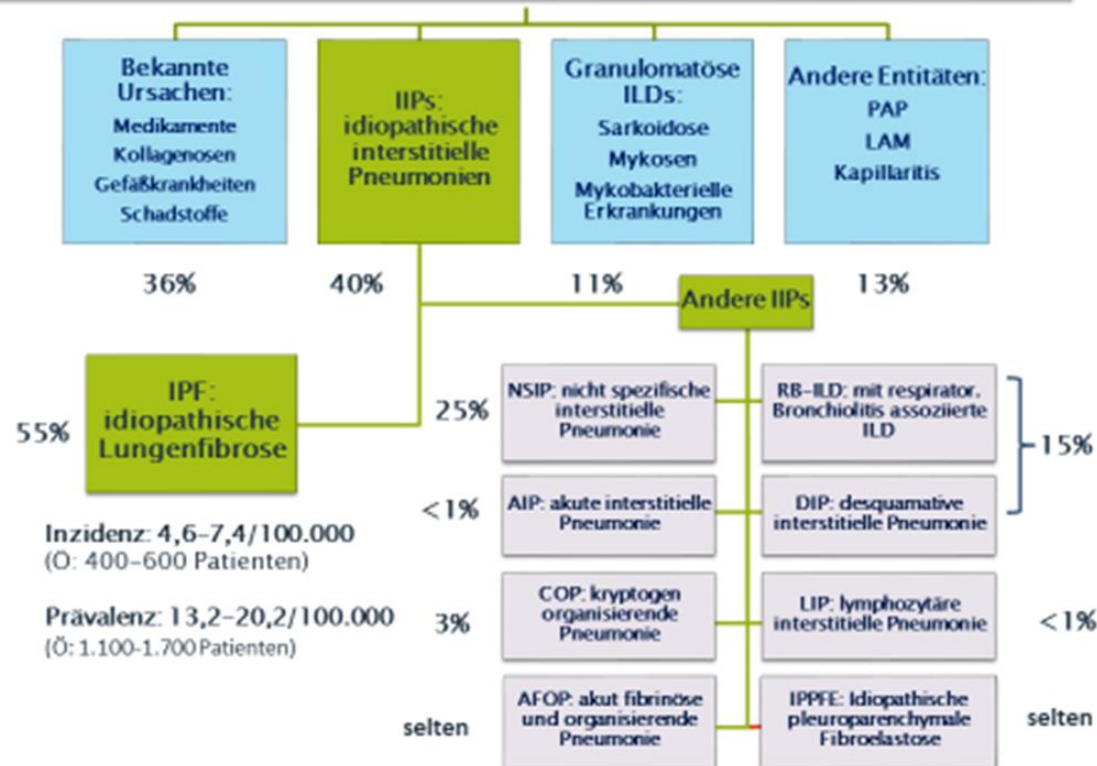 Bekannte
Ursachen:
Medikamente
Kollagenosen
Gefäßkrankheiten
Schadstoffe
36%
IIPs:
idiopathische
interstitielle
Pneumonien
40%
Granulomatöse
ILDs:
Sarkoidose
Mykosen
Mykobakterielle
Erkrankungen
11%
Andere Entitäten:
PAP
LAM
Kapillaritis
13%
Andere IIPs
55%
IPF:
idiopathische
Lungenfibrose
Inzidenz: 4,6-7,4/100.000
(Ö: 400-600 Patienten)
Prävalenz: 13,2-20,2/100.000
(Ö: 1.100-1.700 Patienten)
25%
NSIP: nicht spezifische
interstitielle
Pneumonie
RB-ILD: mit respirator.
Bronchiolitis assoziierte
ILD
15%
<1%
AIP: akute interstitielle
Pneumonie
DIP: desquamative
interstitielle Pneumonie
3%
COP: kryptogen
organisierende
Pneumonie
LIP: lymphozytäre
interstitielle Pneumonie
<1%
selten
AFOP: akut fibrinöse
und organisierende
Pneumonie
IPPFE: Idiopathische
pleuroparenchymale
Fibroelastose
selten